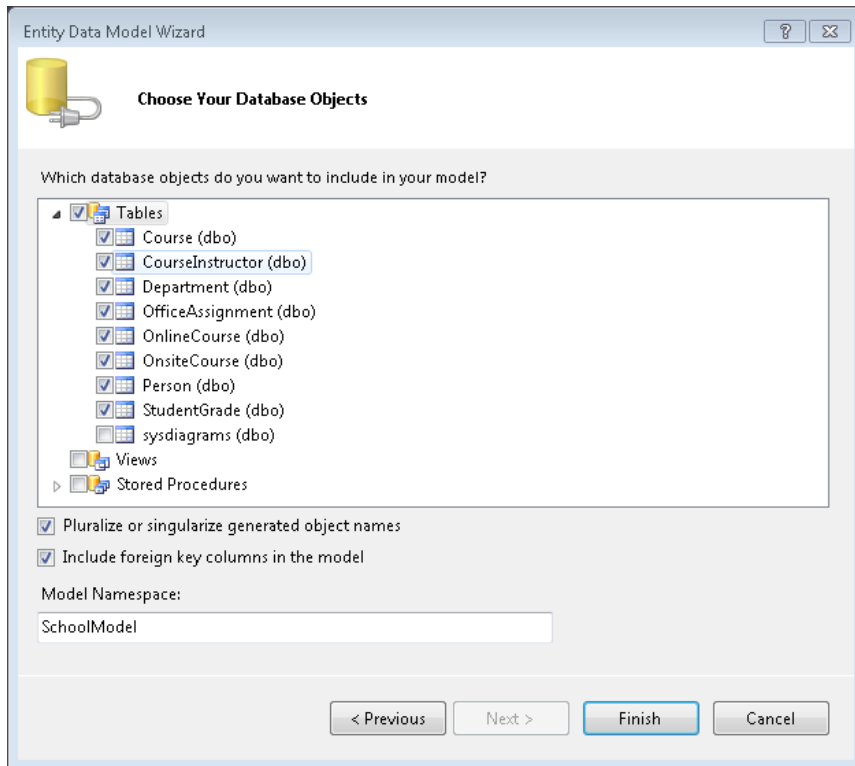 Entity Data Model Wizard
Choose Your Database Objects
Which database objects do you want to include in your model?
Tables
Course (dbo)
CourseInstructor (dbo)
Department (dbo)
OfficeAssignment (dbo)
OnlineCourse (dbo)
OnsiteCourse (dbo)
Person (dbo)
StudentGrade (dbo)
sysdiagrams (dbo)
Views
Stored Procedures
Pluralize or singularize generated object names
Include foreign key columns in the model
Model Namespace:
SchoolModel
< Previous Next > Finish Cancel